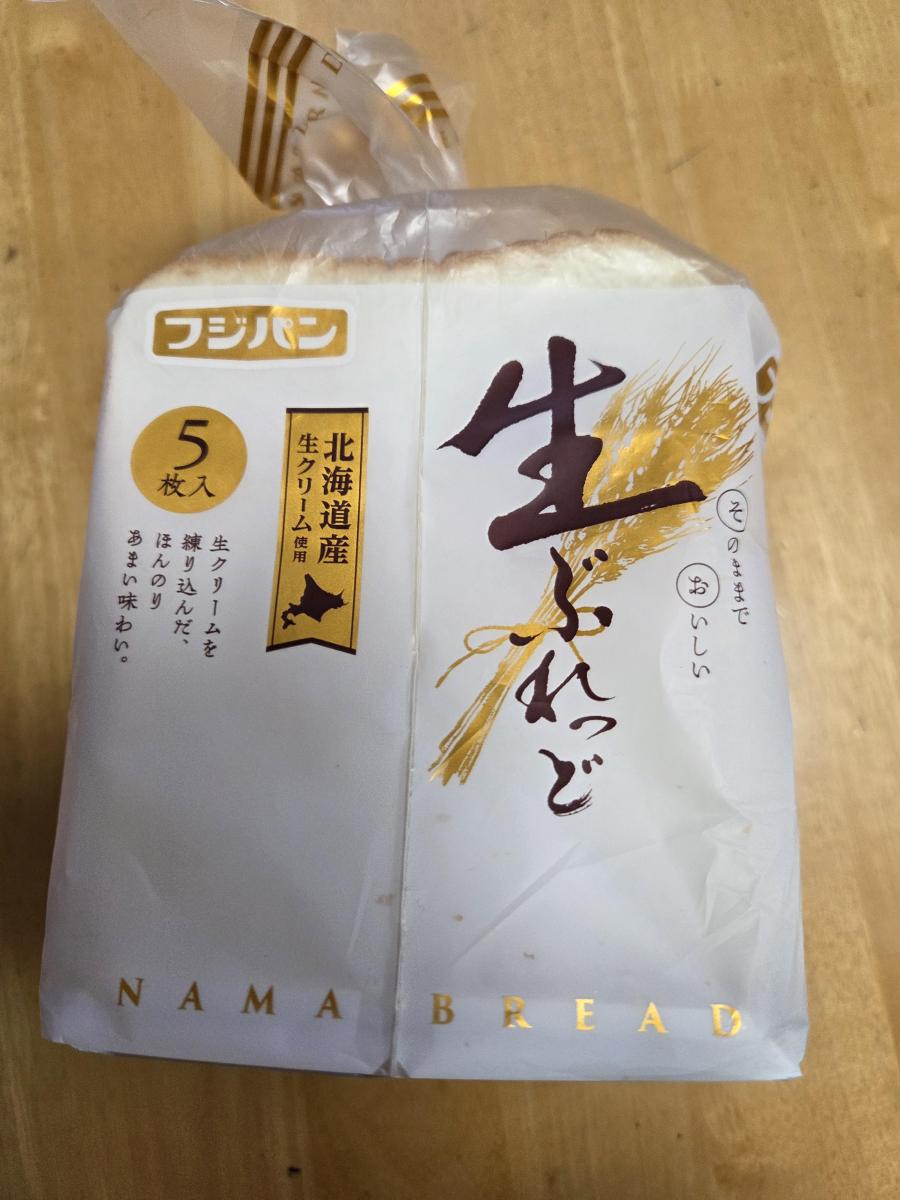 フジパン
5
枚入
北海道産
生クリーム使用
生クリームを
練り込んだ、
ほんのり
あまい味わい。
生ぶれっど
そのままで
おいしい
NAMA BREAD